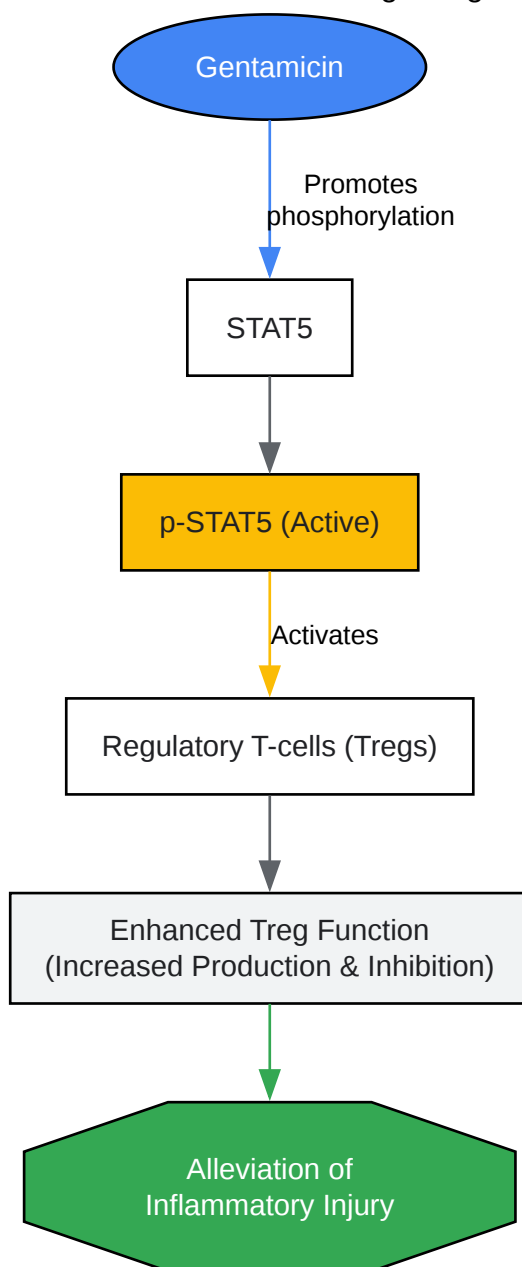 Gentamicin
Promotes
phosphorylation
STAT5
p-STAT5 (Active)
Activates
Regulatory T-cells (Tregs)
Enhanced Treg Function
(Increased Production & Inhibition)
Alleviation of
Inflammatory Injury